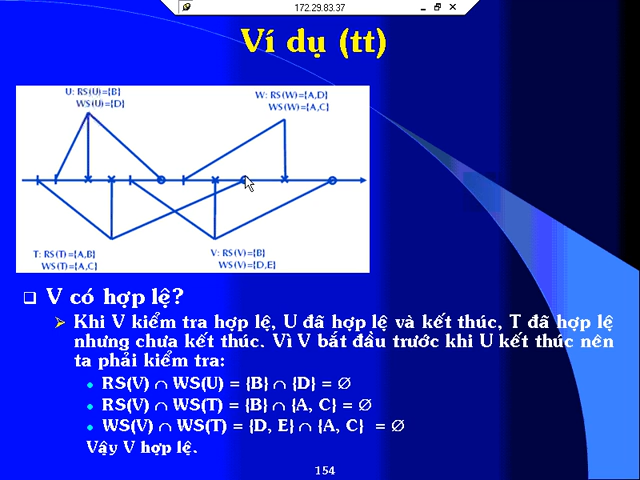 172.29.83.37
Ví dụ (tt)
U: RS(U)={B}
WS(U)={D}
W: RS(W)={A,D}
WS(W)={A,C}
T: RS(T)={A,B}
WS(T)={A,C}
V: RS(V)={B}
WS(V)={D,E}
V có hợp lệ?
Khi V kiểm tra hợp lệ, U đã hợp lệ và kết thúc, T đã hợp lệ
nhưng chưa kết thúc. Vì V bắt đầu trước khi U kết thúc nên
ta phải kiểm tra:
RS(V) ∩ WS(U) = {B} ∩ {D} = ∅
RS(V) ∩ WS(T) = {B} ∩ {A, C} = ∅
WS(V) ∩ WS(T) = {D, E} ∩ {A, C} = ∅
Vậy V hợp lệ.
154